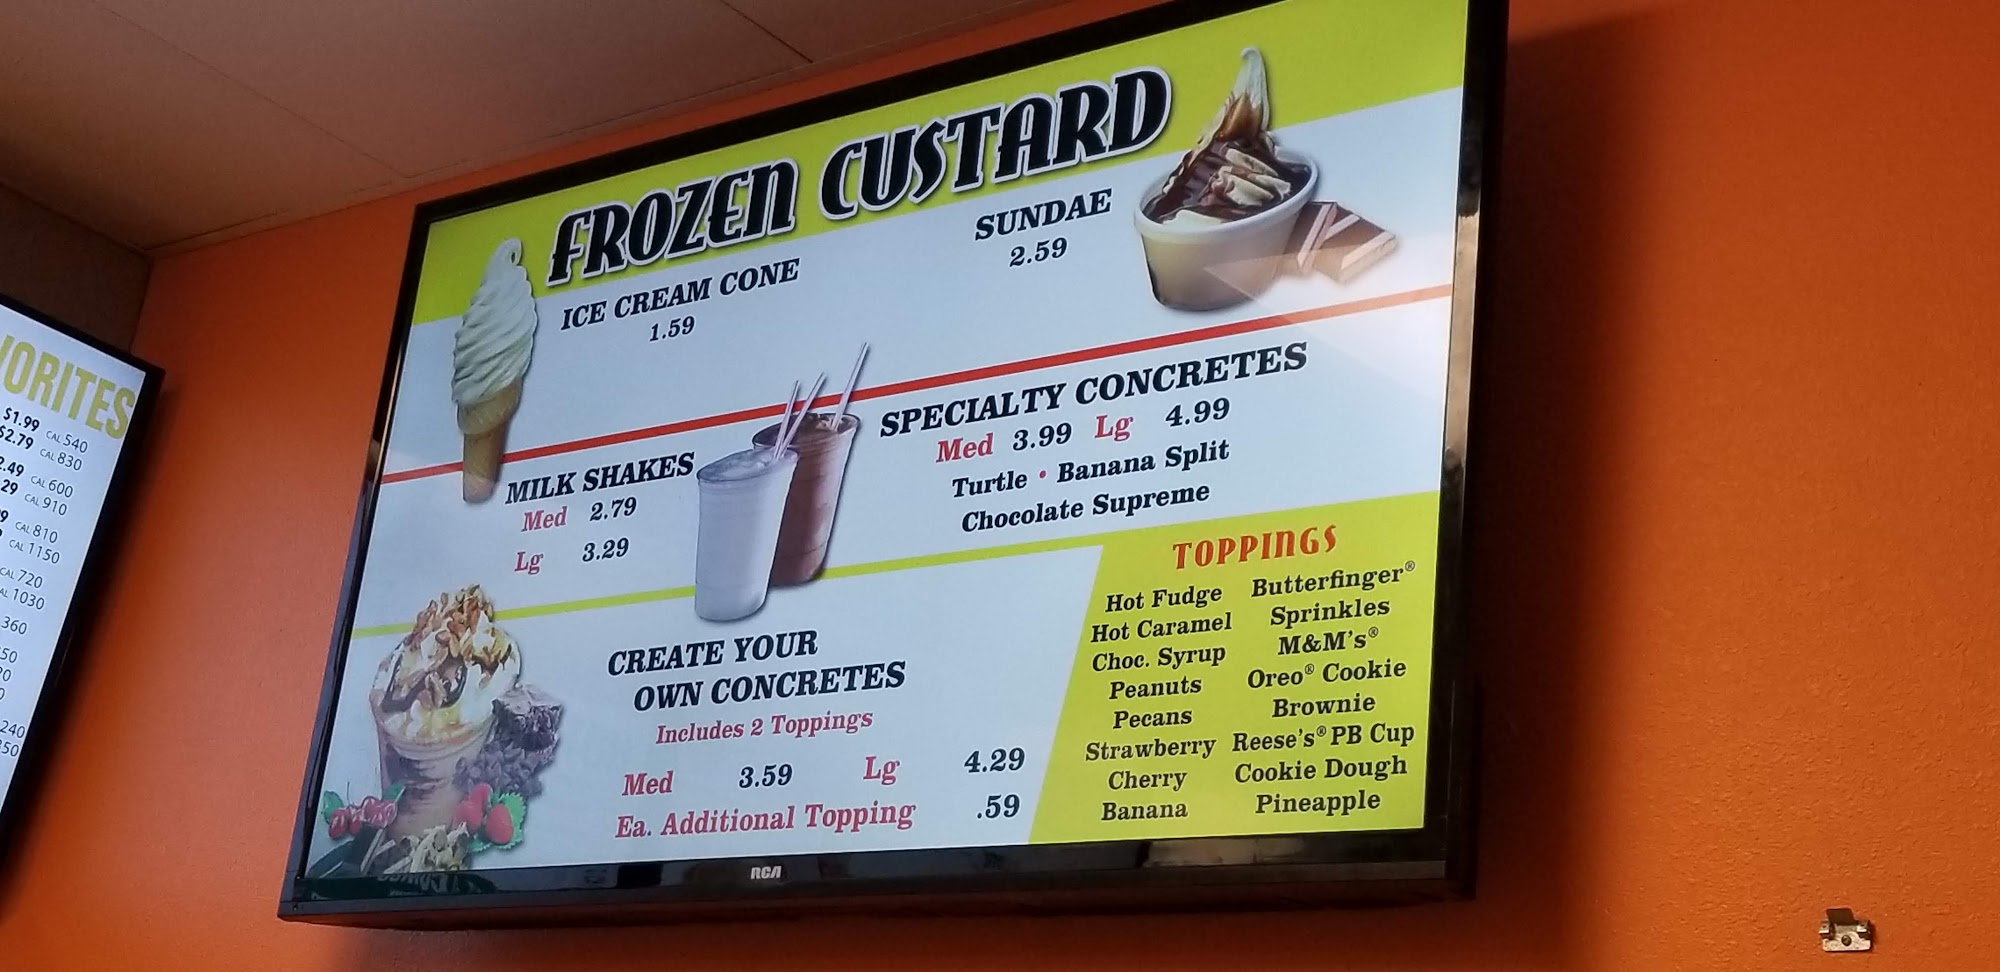 FROZEN CUSTARD
ICE CREAM CONE
1.59
SUNDAE
2.59
MILK SHAKES
Med 2.79
Lg 3.29
SPECIALTY CONCRETES
Med 3.99 Lg 4.99
Turtle • Banana Split
Chocolate Supreme
CREATE YOUR
OWN CONCRETES
Includes 2 Toppings
Med 3.59 Lg 4.29
Ea. Additional Topping .59
TOPPINGS
Hot Fudge
Hot Caramel
Choc. Syrup
Peanuts
Pecans
Strawberry
Cherry
Banana
Butterfinger®
Sprinkles
M&M's®
Oreo® Cookie
Brownie
Reese's® PB Cup
Cookie Dough
Pineapple
RCA
$1.99 CAL 540
$2.79 CAL 830
CAL 600
CAL 910
CAL 810
CAL 1150
CAL 720
1030
360